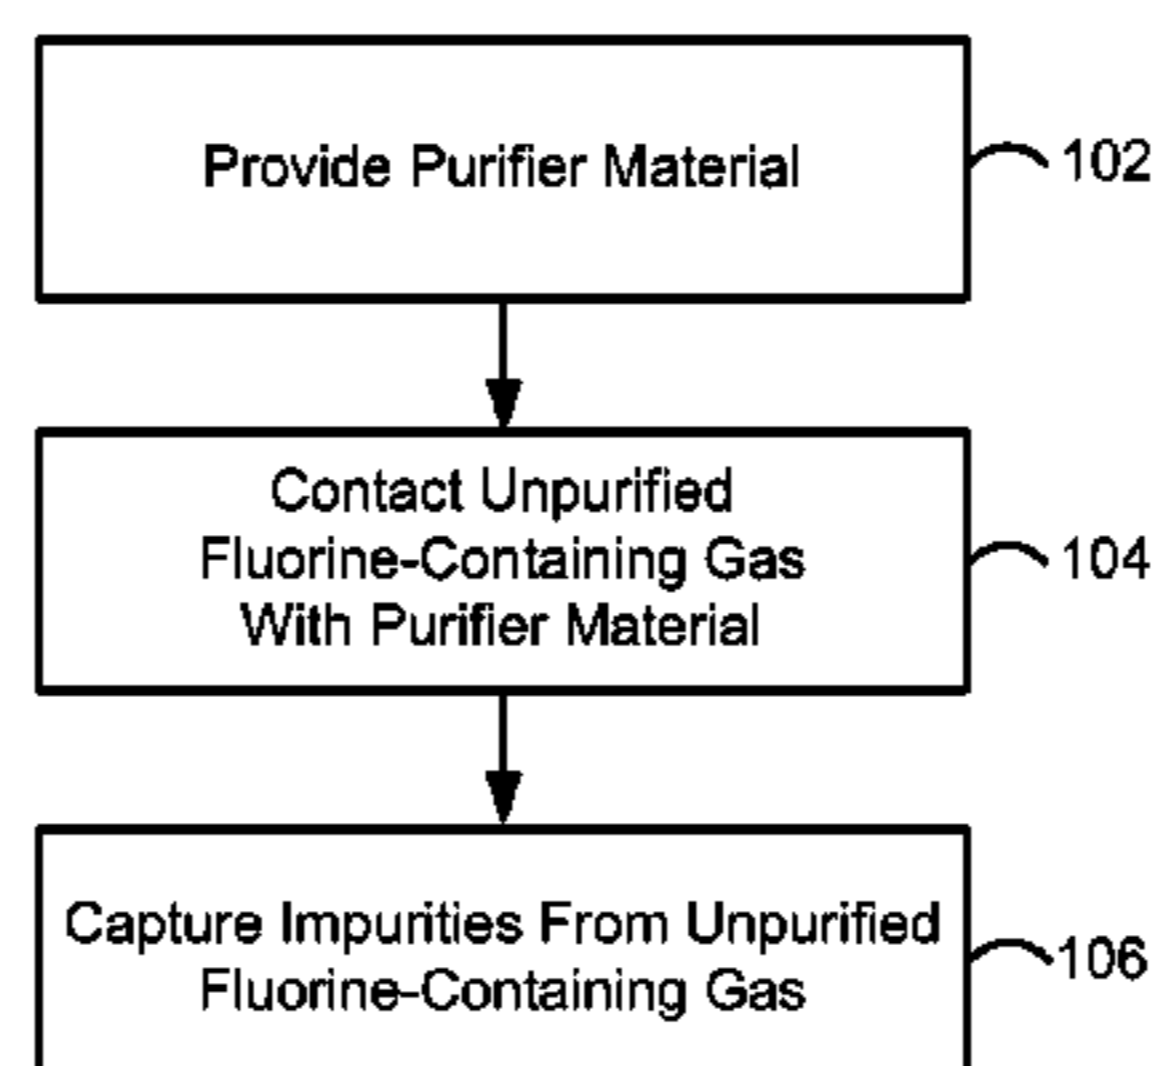 Provide Purifier Material
102
Contact Unpurified
Fluorine-Containing Gas
With Purifier Material
104
Capture Impurities From Unpurified
Fluorine-Containing Gas
106